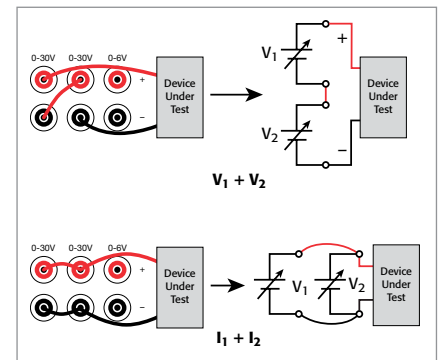 0-30V 0-30V 0-6V
+
−
Device
Under
Test
V₁
V₂
+
−
Device
Under
Test
V₁ + V₂
0-30V 0-30V 0-6V
+
−
Device
Under
Test
V₁
V₂
Device
Under
Test
I₁ + I₂